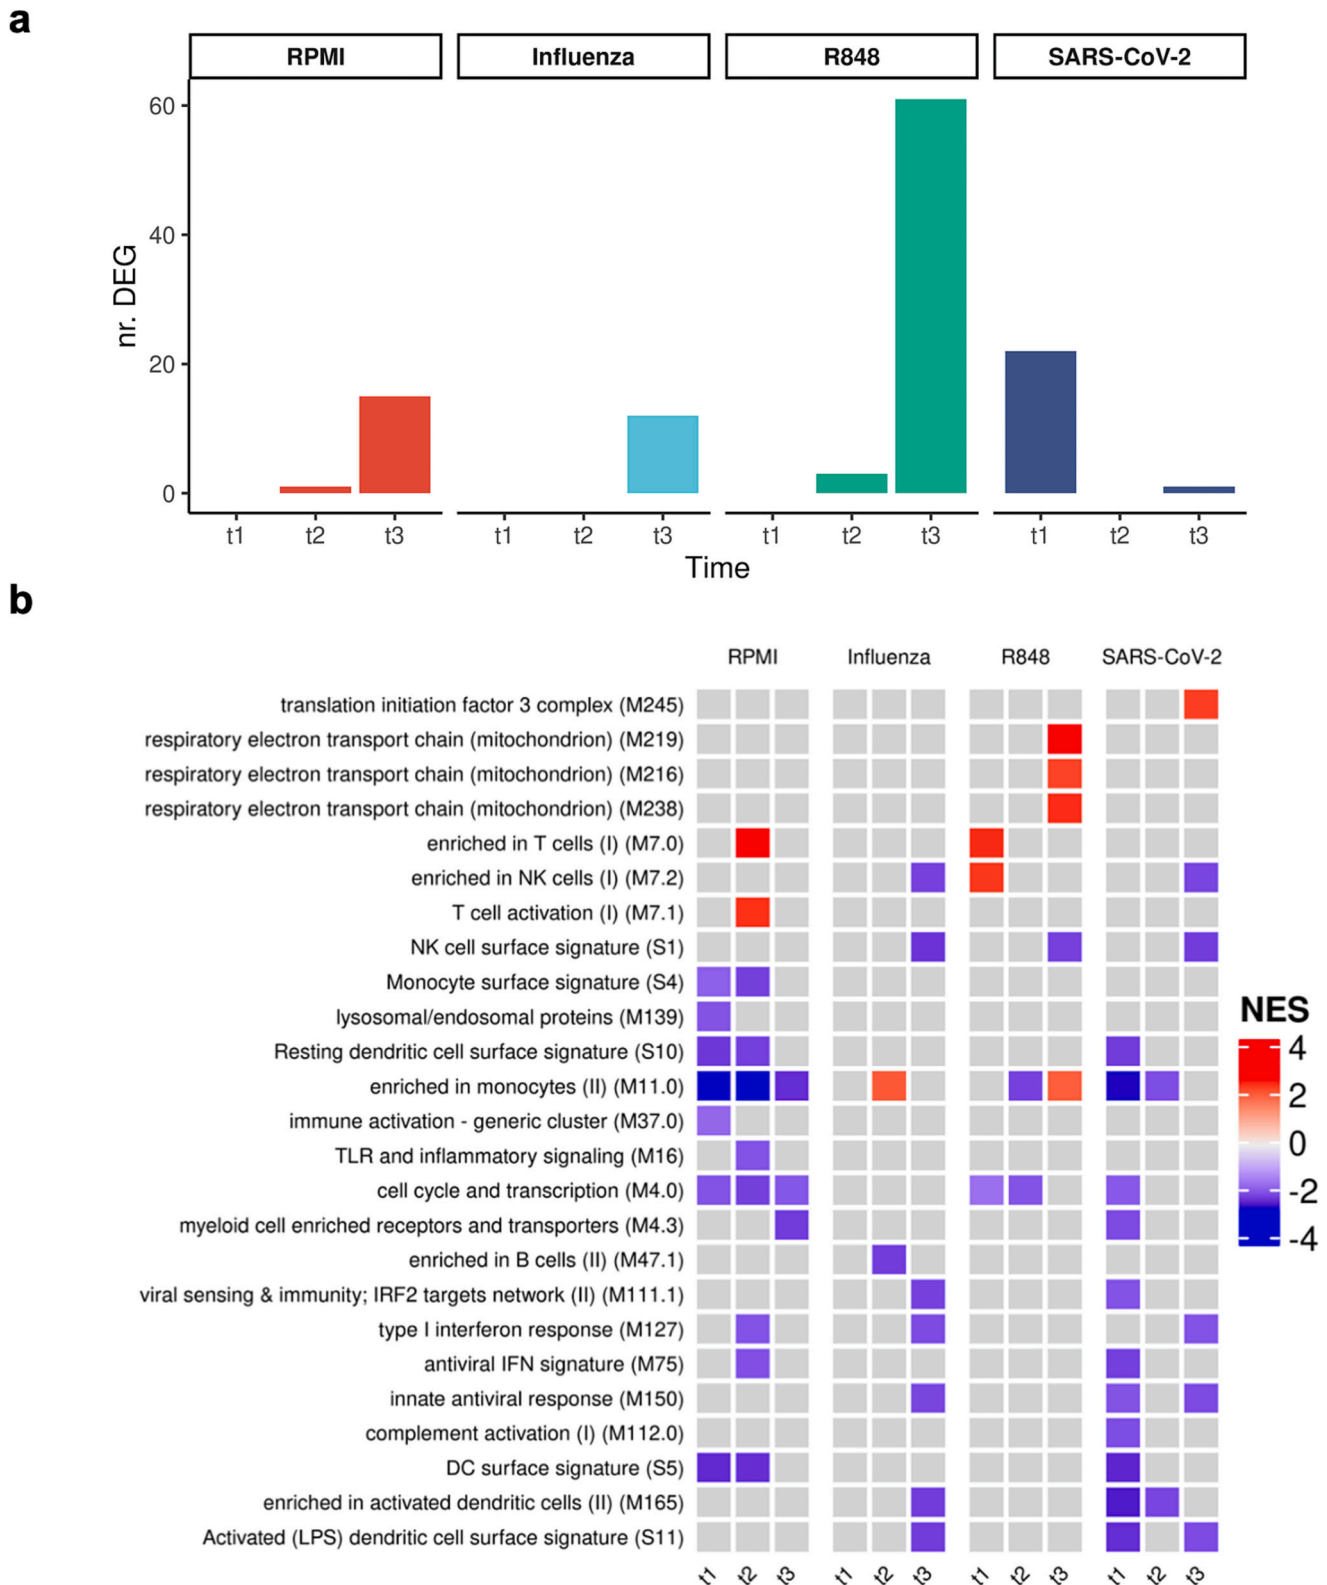 a
RPMI Influenza R848 SARS-CoV-2
60
40
20
0
nr. DEG
t1 t2 t3 t1 t2 t3 t1 t2 t3 t1 t2 t3
Time
b
RPMI Influenza R848 SARS-CoV-2
translation initiation factor 3 complex (M245)
respiratory electron transport chain (mitochondrion) (M219)
respiratory electron transport chain (mitochondrion) (M216)
respiratory electron transport chain (mitochondrion) (M238)
enriched in T cells (I) (M7.0)
enriched in NK cells (I) (M7.2)
T cell activation (I) (M7.1)
NK cell surface signature (S1)
Monocyte surface signature (S4)
lysosomal/endosomal proteins (M139)
Resting dendritic cell surface signature (S10)
enriched in monocytes (II) (M11.0)
immune activation - generic cluster (M37.0)
TLR and inflammatory signaling (M16)
cell cycle and transcription (M4.0)
myeloid cell enriched receptors and transporters (M4.3)
enriched in B cells (II) (M47.1)
viral sensing & immunity; IRF2 targets network (II) (M111.1)
type I interferon response (M127)
antiviral IFN signature (M75)
innate antiviral response (M150)
complement activation (I) (M112.0)
DC surface signature (S5)
enriched in activated dendritic cells (II) (M165)
Activated (LPS) dendritic cell surface signature (S11)
t1 t2 t3 t1 t2 t3 t1 t2 t3 t1 t2 t3
NES
4
2
0
-2
-4